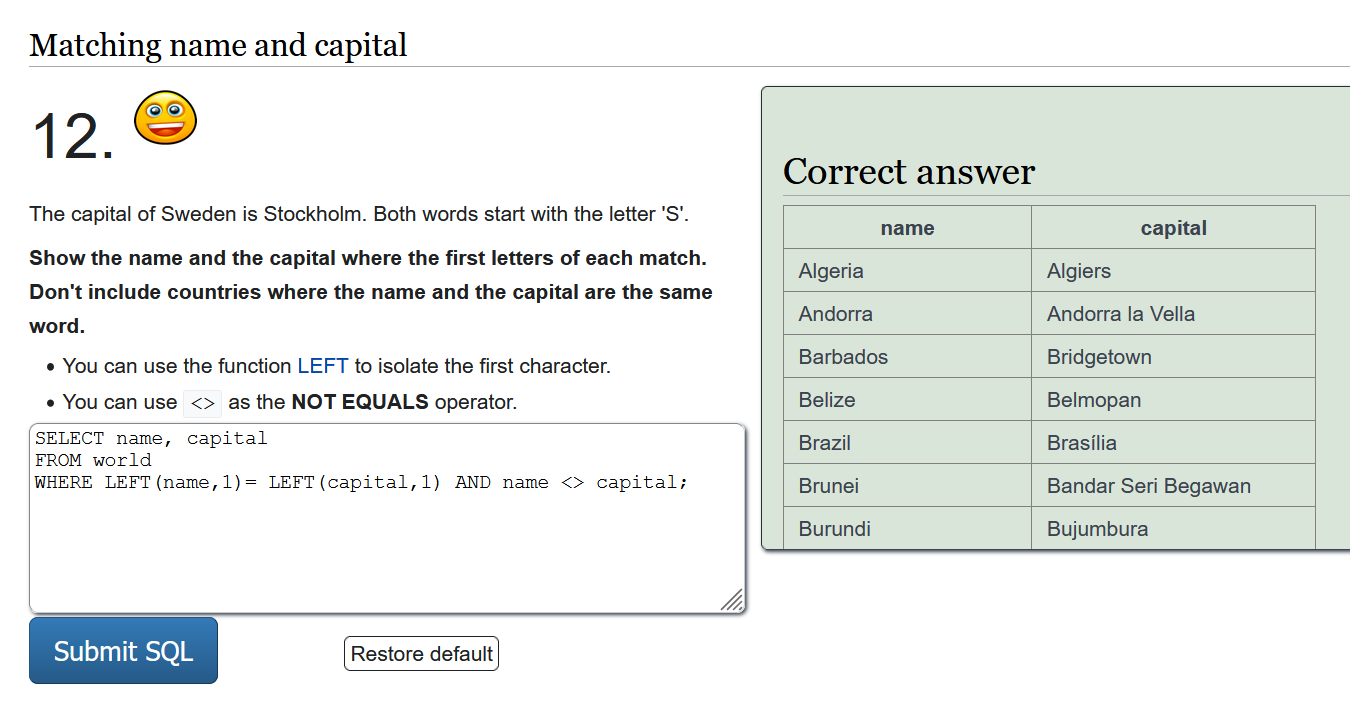 Matching name and capital
12.
The capital of Sweden is Stockholm. Both words start with the letter 'S'.
Show the name and the capital where the first letters of each match.
Don't include countries where the name and the capital are the same
word.
• You can use the function LEFT to isolate the first character.
• You can use <> as the NOT EQUALS operator.
SELECT name, capital
FROM world
WHERE LEFT(name,1)= LEFT(capital,1) AND name <> capital;
Submit SQL
Restore default
Correct answer
name capital
Algeria Algiers
Andorra Andorra la Vella
Barbados Bridgetown
Belize Belmopan
Brazil Brasília
Brunei Bandar Seri Begawan
Burundi Bujumbura